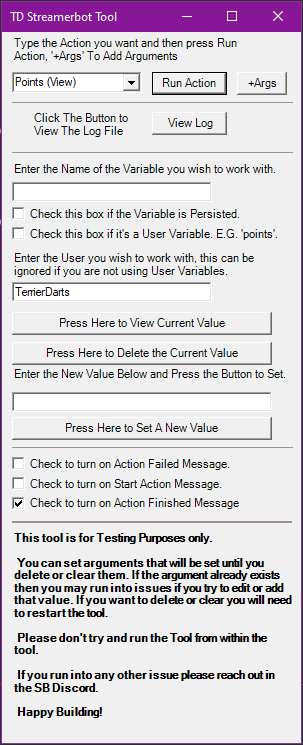 TD Streamerbot Tool
Type the Action you want and then press Run
Action, '+Args' To Add Arguments
Points (View)
Run Action
+Args
Click The Button to
View The Log File
View Log
Enter the Name of the Variable you wish to work with.
Check this box if the Variable is Persisted.
Check this box if it's a User Variable. E.G. 'points'.
Enter the User you wish to work with, this can be
ignored if you are not using User Variables.
TerrierDarts
Press Here to View Current Value
Press Here to Delete the Current Value
Enter the New Value Below and Press the Button to Set.
Press Here to Set A New Value
Check to turn on Action Failed Message.
Check to turn on Start Action Message.
Check to turn on Action Finished Message
This tool is for Testing Purposes only.
You can set arguments that will be set until you
delete or clear them. If the argument already exists
then you may run into issues if you try to edit or add
that value. If you want to delete or clear you will need
to restart the tool.
Please don't try and run the Tool from within the
tool.
If you run into any other issue please reach out in
the SB Discord.
Happy Building!